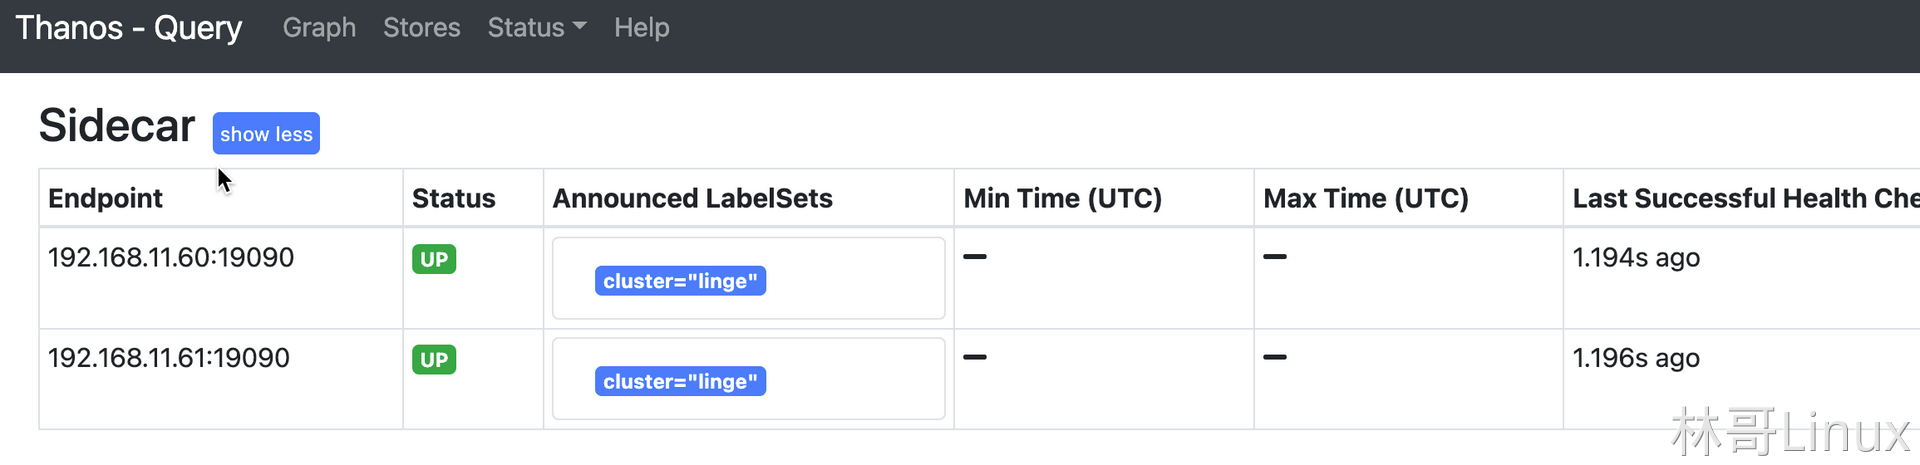 Thanos - Query Graph Stores Status Help
Sidecar show less
Endpoint Status Announced LabelSets Min Time (UTC) Max Time (UTC) Last Successful Health Che
192.168.11.60:19090 UP cluster="linge" — — 1.194s ago
192.168.11.61:19090 UP cluster="linge" — — 1.196s ago
林哥Linux